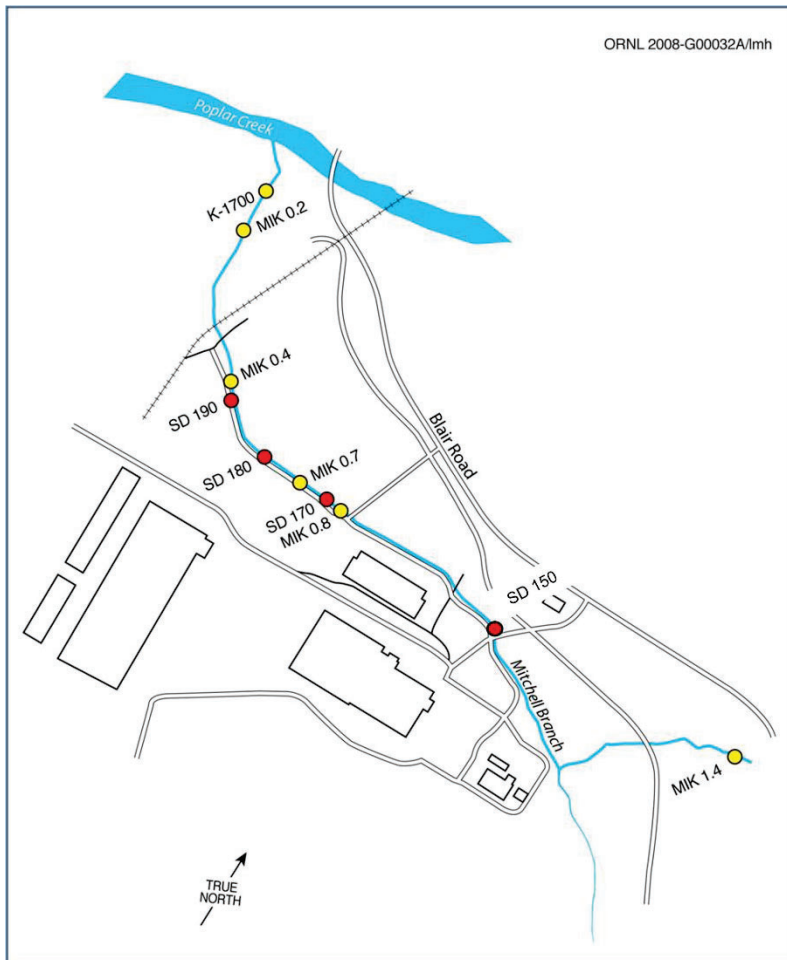 ORNL 2008-G00032A/lmh
Poplar Creek
K-1700
MIK 0.2
MIK 0.4
SD 190
Blair Road
SD 180
MIK 0.7
SD 170
MIK 0.8
SD 150
Mitchell Branch
MIK 1.4
TRUE
NORTH